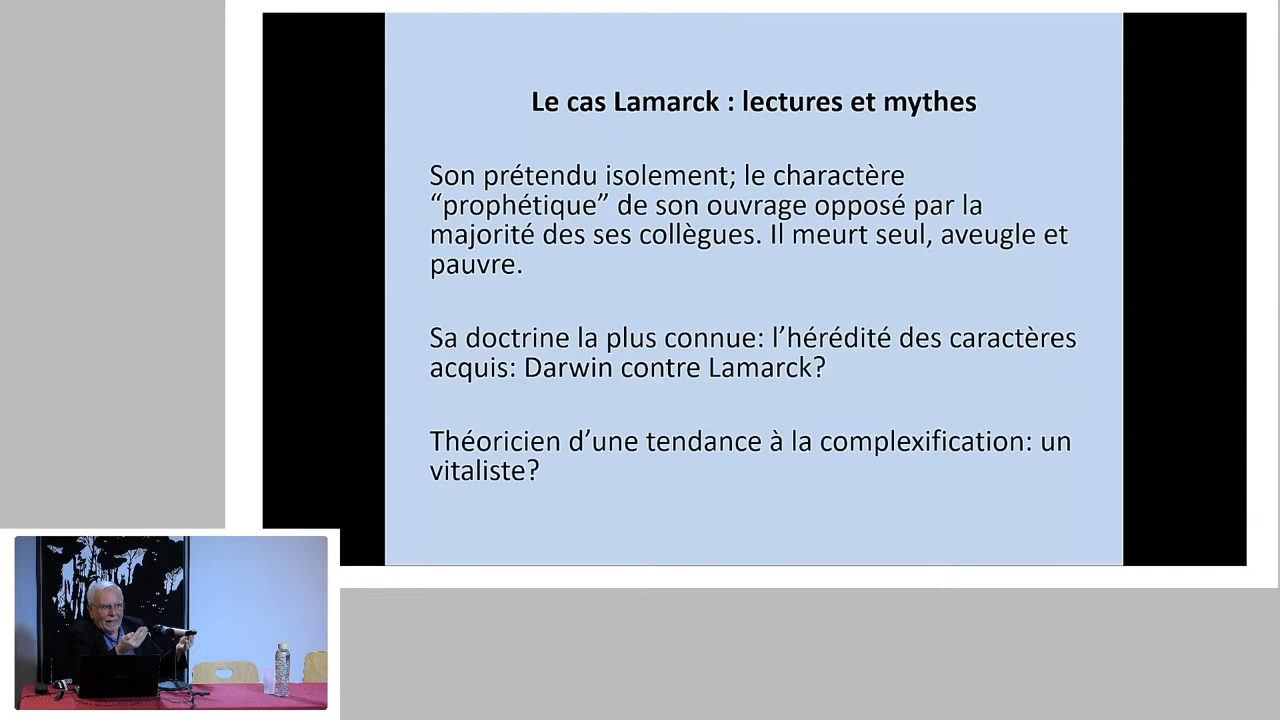 Le cas Lamarck : lectures et mythes
Son prétendu isolement; le charactère
“prophétique” de son ouvrage opposé par la
majorité des ses collègues. Il meurt seul, aveugle et
pauvre.
Sa doctrine la plus connue: l’hérédité des caractères
acquis: Darwin contre Lamarck?
Théoricien d’une tendance à la complexification: un
vitaliste?